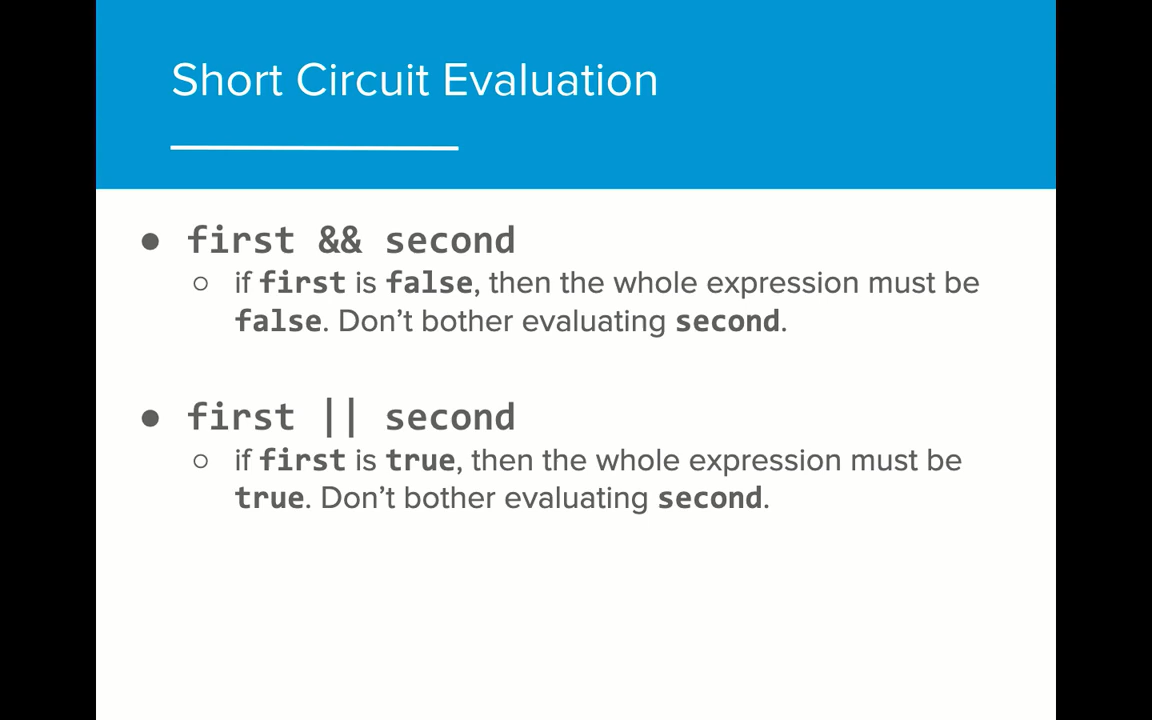 Short Circuit Evaluation
● first && second
○ if first is false, then the whole expression must be
false. Don’t bother evaluating second.
● first || second
○ if first is true, then the whole expression must be
true. Don’t bother evaluating second.